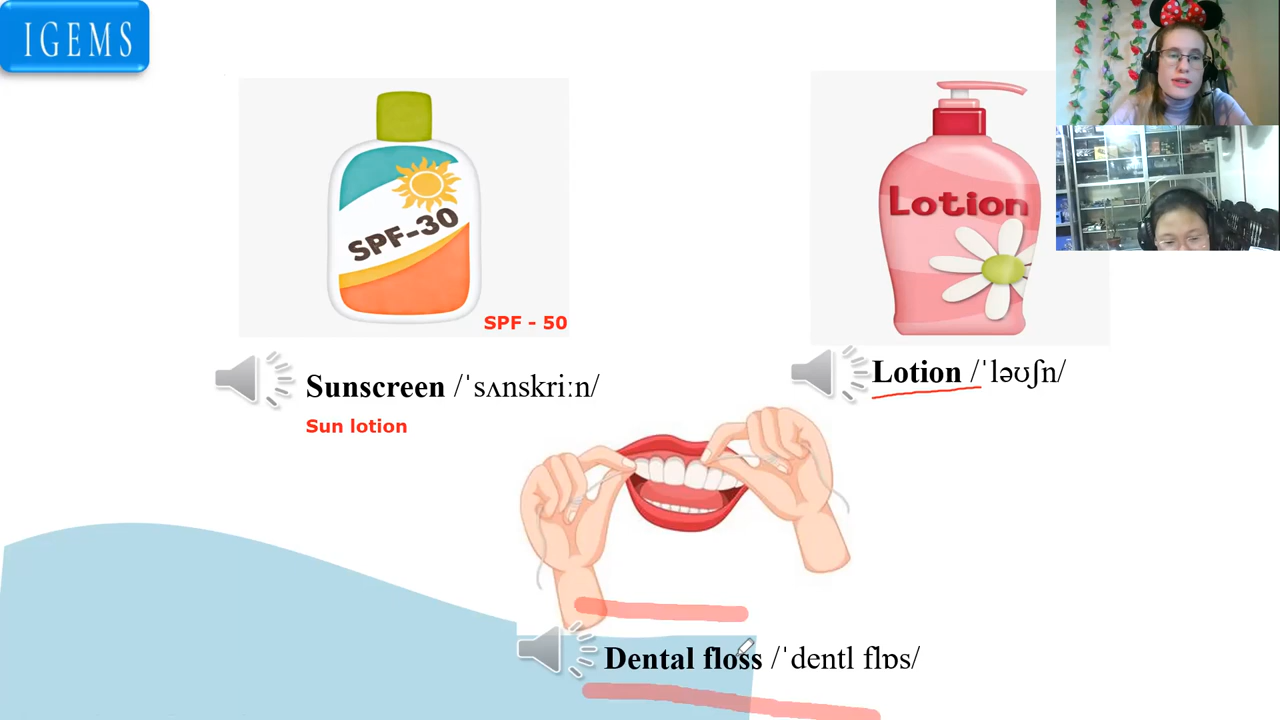 IGEMS
SPF-30
SPF - 50
Lotion
Sunscreen /ˈsʌnskriːn/
Sun lotion
Lotion /ˈləʊʃn/
Dental floss /ˈdentl flɒs/